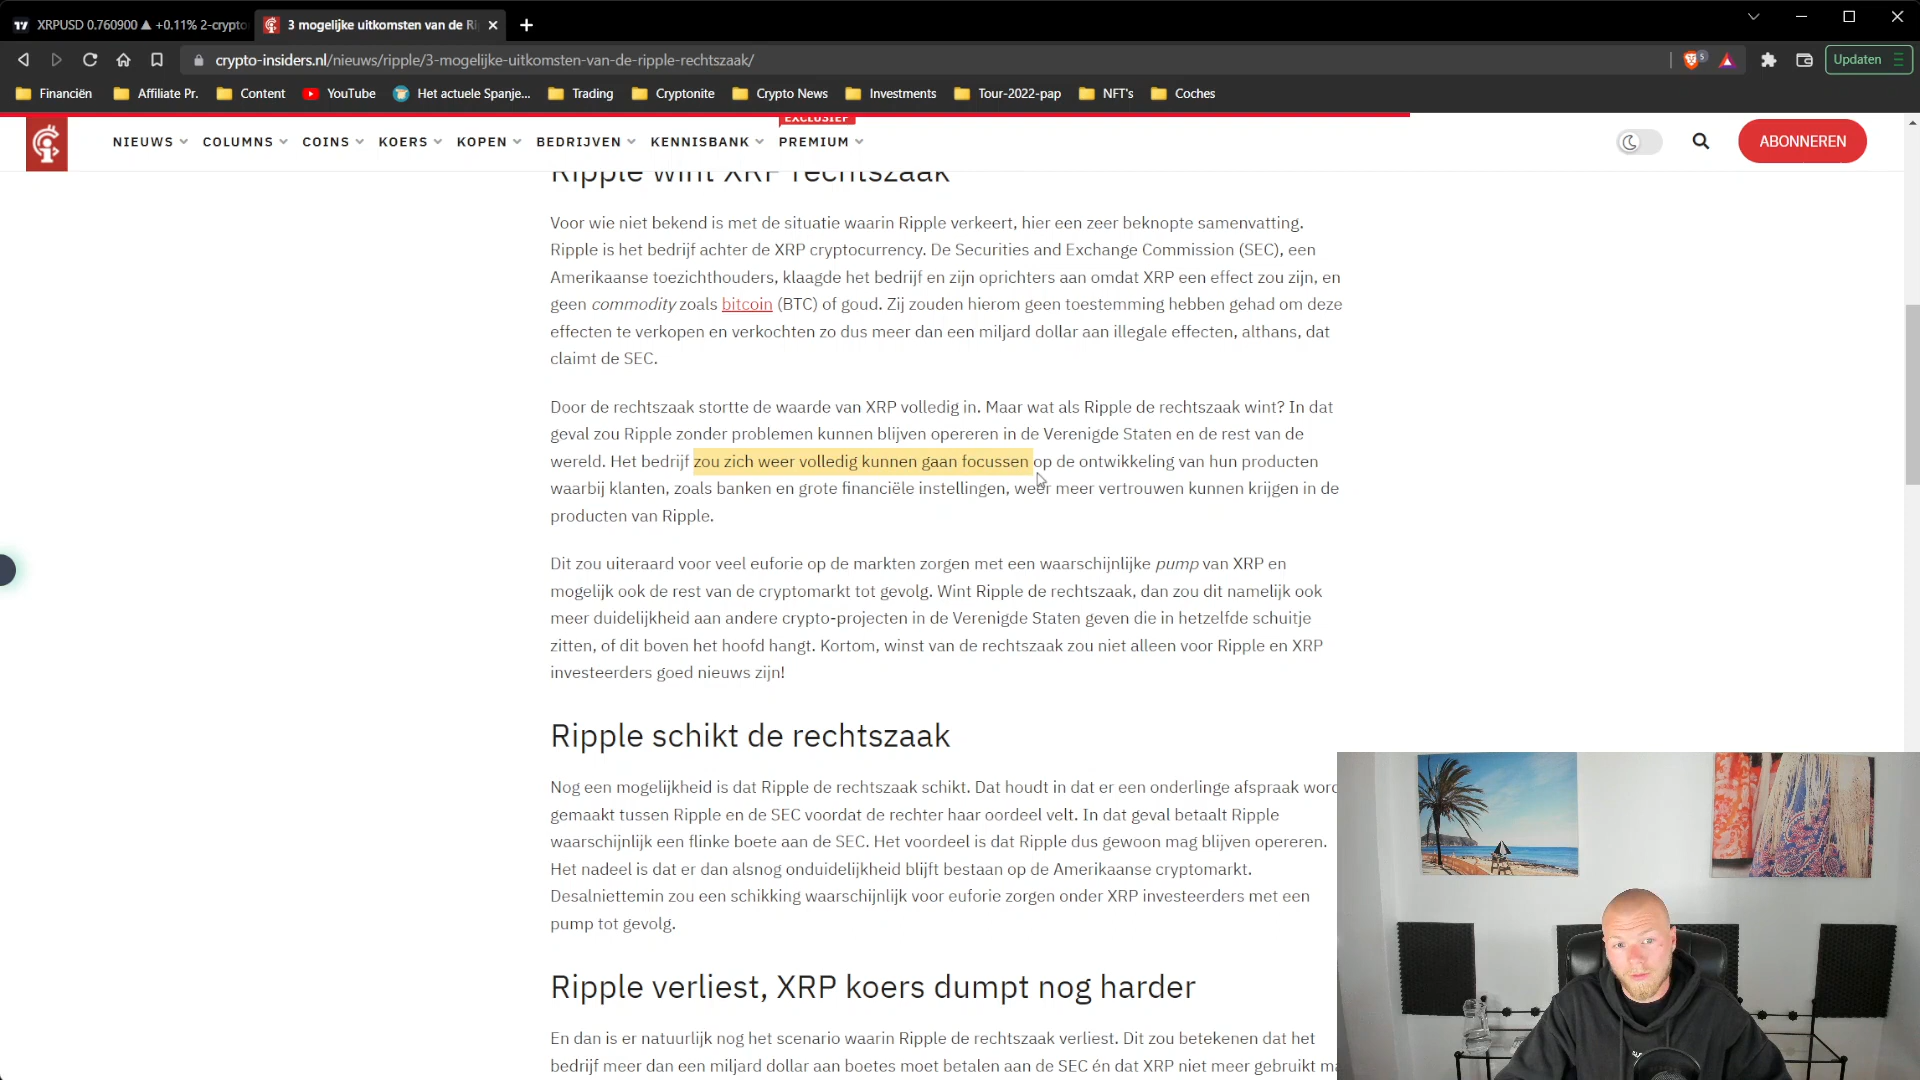 XRPUSD 0.760900 ▲ +0.11% 2-crypto
3 mogelijke uitkomsten van de Ri
crypto-insiders.nl/nieuws/ripple/3-mogelijke-uitkomsten-van-de-ripple-rechtszaak/
5
Updaten
Financiën
Affiliate Pr.
Content
YouTube
Het actuele Spanje...
Trading
Cryptonite
Crypto News
Investments
Tour-2022-pap
NFT's
Coches
EXCLUSIEF
NIEUWS
COLUMNS
COINS
KOERS
KOPEN
BEDRIJVEN
KENNISBANK
PREMIUM
ABONNEREN
Ripple wint XRP rechtszaak
Voor wie niet bekend is met de situatie waarin Ripple verkeert, hier een zeer beknopte samenvatting.
Ripple is het bedrijf achter de XRP cryptocurrency. De Securities and Exchange Commission (SEC), een
Amerikaanse toezichthouders, klaagde het bedrijf en zijn oprichters aan omdat XRP een effect zou zijn, en
geen commodity zoals bitcoin (BTC) of goud. Zij zouden hierom geen toestemming hebben gehad om deze
effecten te verkopen en verkochten zo dus meer dan een miljard dollar aan illegale effecten, althans, dat
claimt de SEC.
Door de rechtszaak stortte de waarde van XRP volledig in. Maar wat als Ripple de rechtszaak wint? In dat
geval zou Ripple zonder problemen kunnen blijven opereren in de Verenigde Staten en de rest van de
wereld. Het bedrijf zou zich weer volledig kunnen gaan focussen op de ontwikkeling van hun producten
waarbij klanten, zoals banken en grote financiële instellingen, weer meer vertrouwen kunnen krijgen in de
producten van Ripple.
Dit zou uiteraard voor veel euforie op de markten zorgen met een waarschijnlijke pump van XRP en
mogelijk ook de rest van de cryptomarkt tot gevolg. Wint Ripple de rechtszaak, dan zou dit namelijk ook
meer duidelijkheid aan andere crypto-projecten in de Verenigde Staten geven die in hetzelfde schuitje
zitten, of dit boven het hoofd hangt. Kortom, winst van de rechtszaak zou niet alleen voor Ripple en XRP
investeerders goed nieuws zijn!
Ripple schikt de rechtszaak
Nog een mogelijkheid is dat Ripple de rechtszaak schikt. Dat houdt in dat er een onderlinge afspraak word
gemaakt tussen Ripple en de SEC voordat de rechter haar oordeel velt. In dat geval betaalt Ripple
waarschijnlijk een flinke boete aan de SEC. Het voordeel is dat Ripple dus gewoon mag blijven opereren.
Het nadeel is dat er dan alsnog onduidelijkheid blijft bestaan op de Amerikaanse cryptomarkt.
Desalniettemin zou een schikking waarschijnlijk voor euforie zorgen onder XRP investeerders met een
pump tot gevolg.
Ripple verliest, XRP koers dumpt nog harder
En dan is er natuurlijk nog het scenario waarin Ripple de rechtszaak verliest. Dit zou betekenen dat het
bedrijf meer dan een miljard dollar aan boetes moet betalen aan de SEC én dat XRP niet meer gebruikt ma